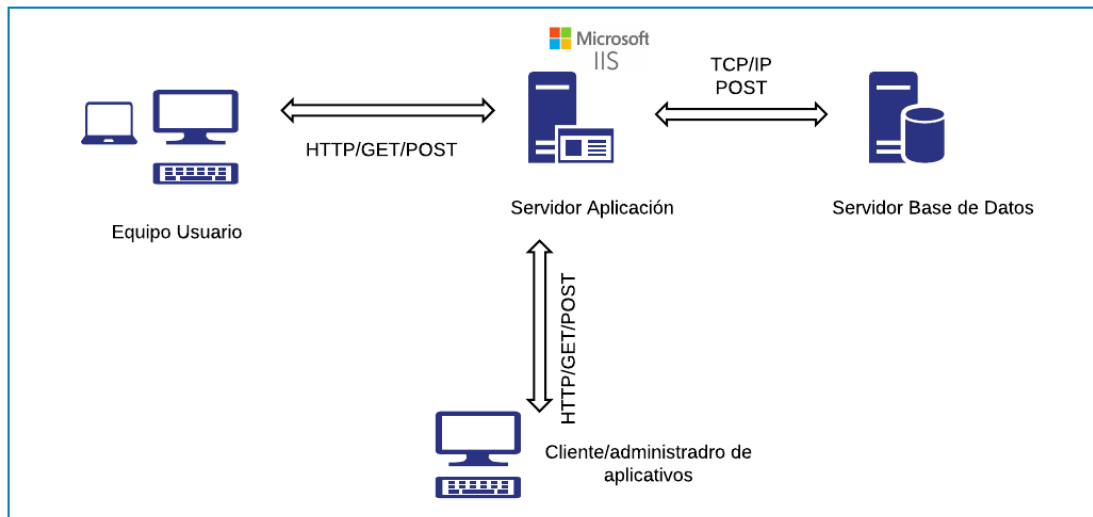 Microsoft
IIS
TCP/IP
POST
HTTP/GET/POST
Servidor Aplicación
Servidor Base de Datos
Equipo Usuario
HTTP/GET/POST
Cliente/administradro de
aplicativos